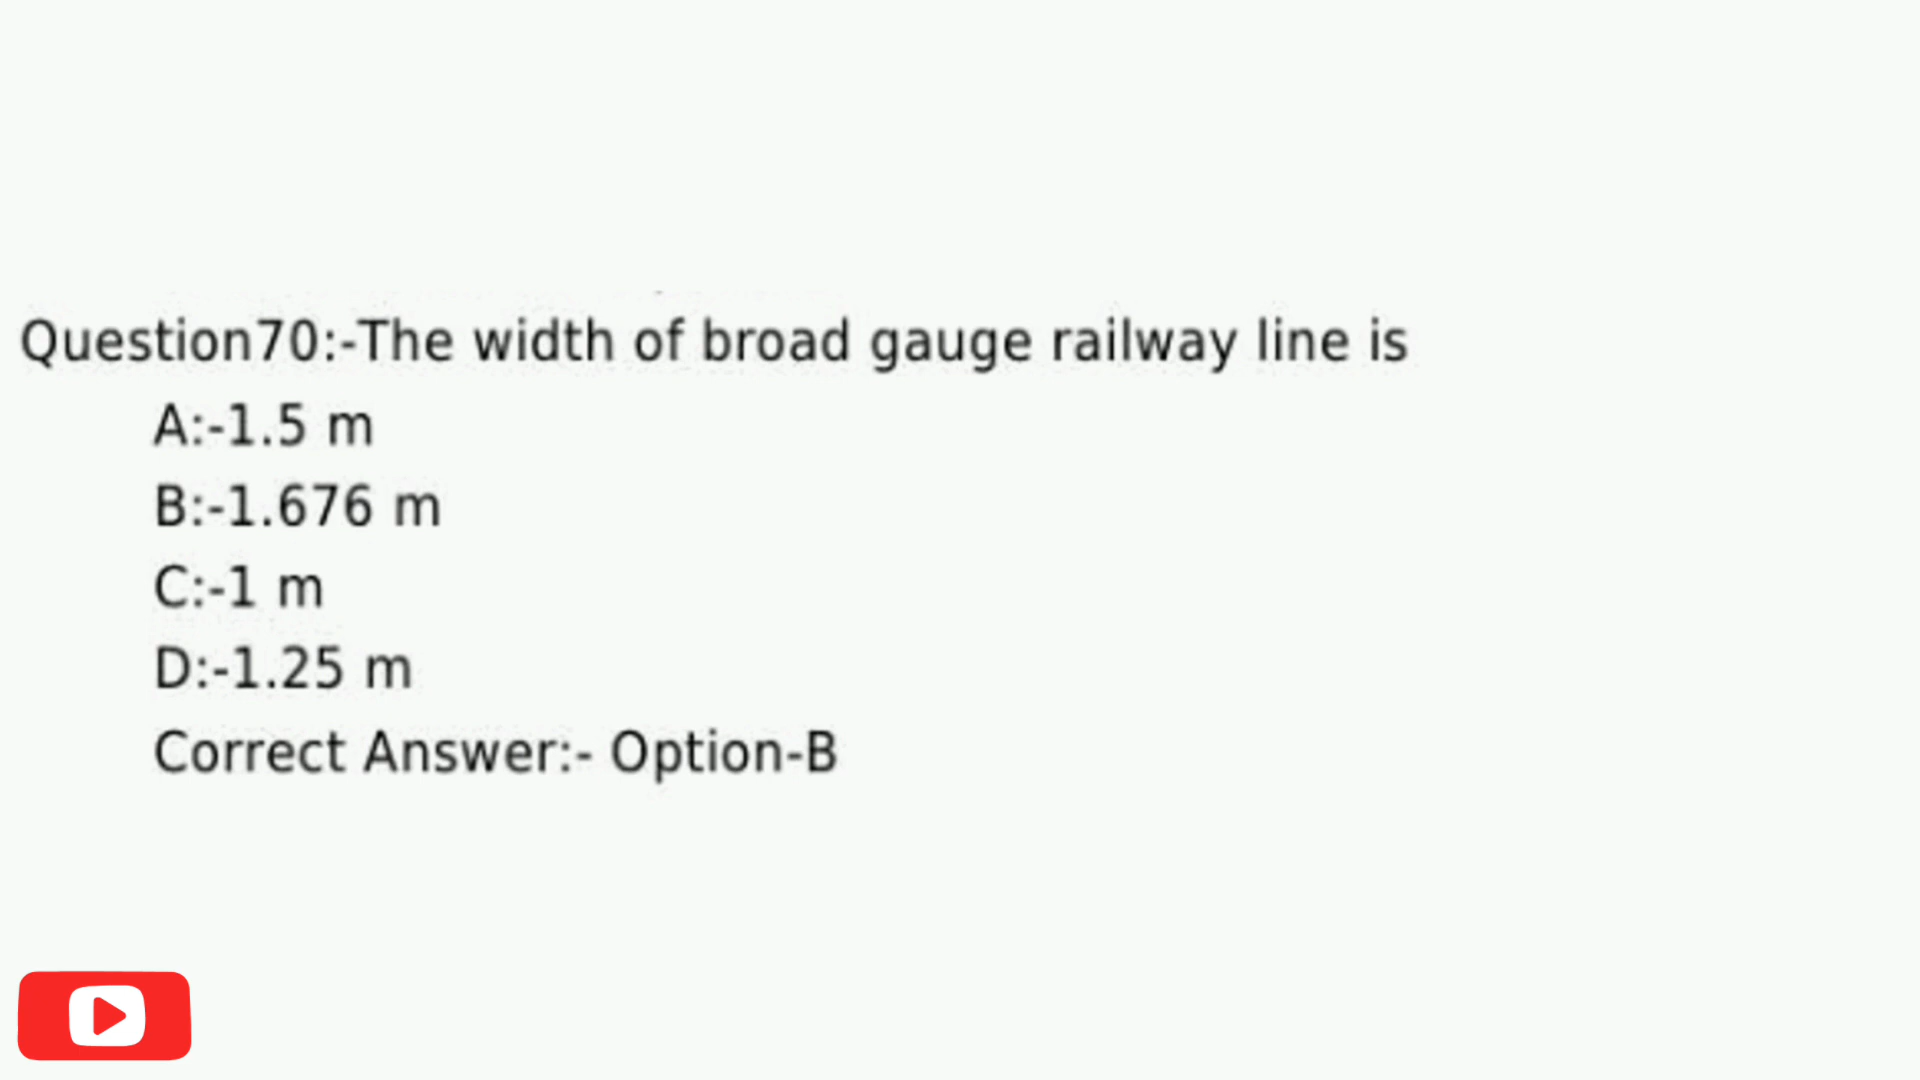 Question70:-The width of broad gauge railway line is
A:-1.5 m
B:-1.676 m
C:-1 m
D:-1.25 m
Correct Answer:- Option-B